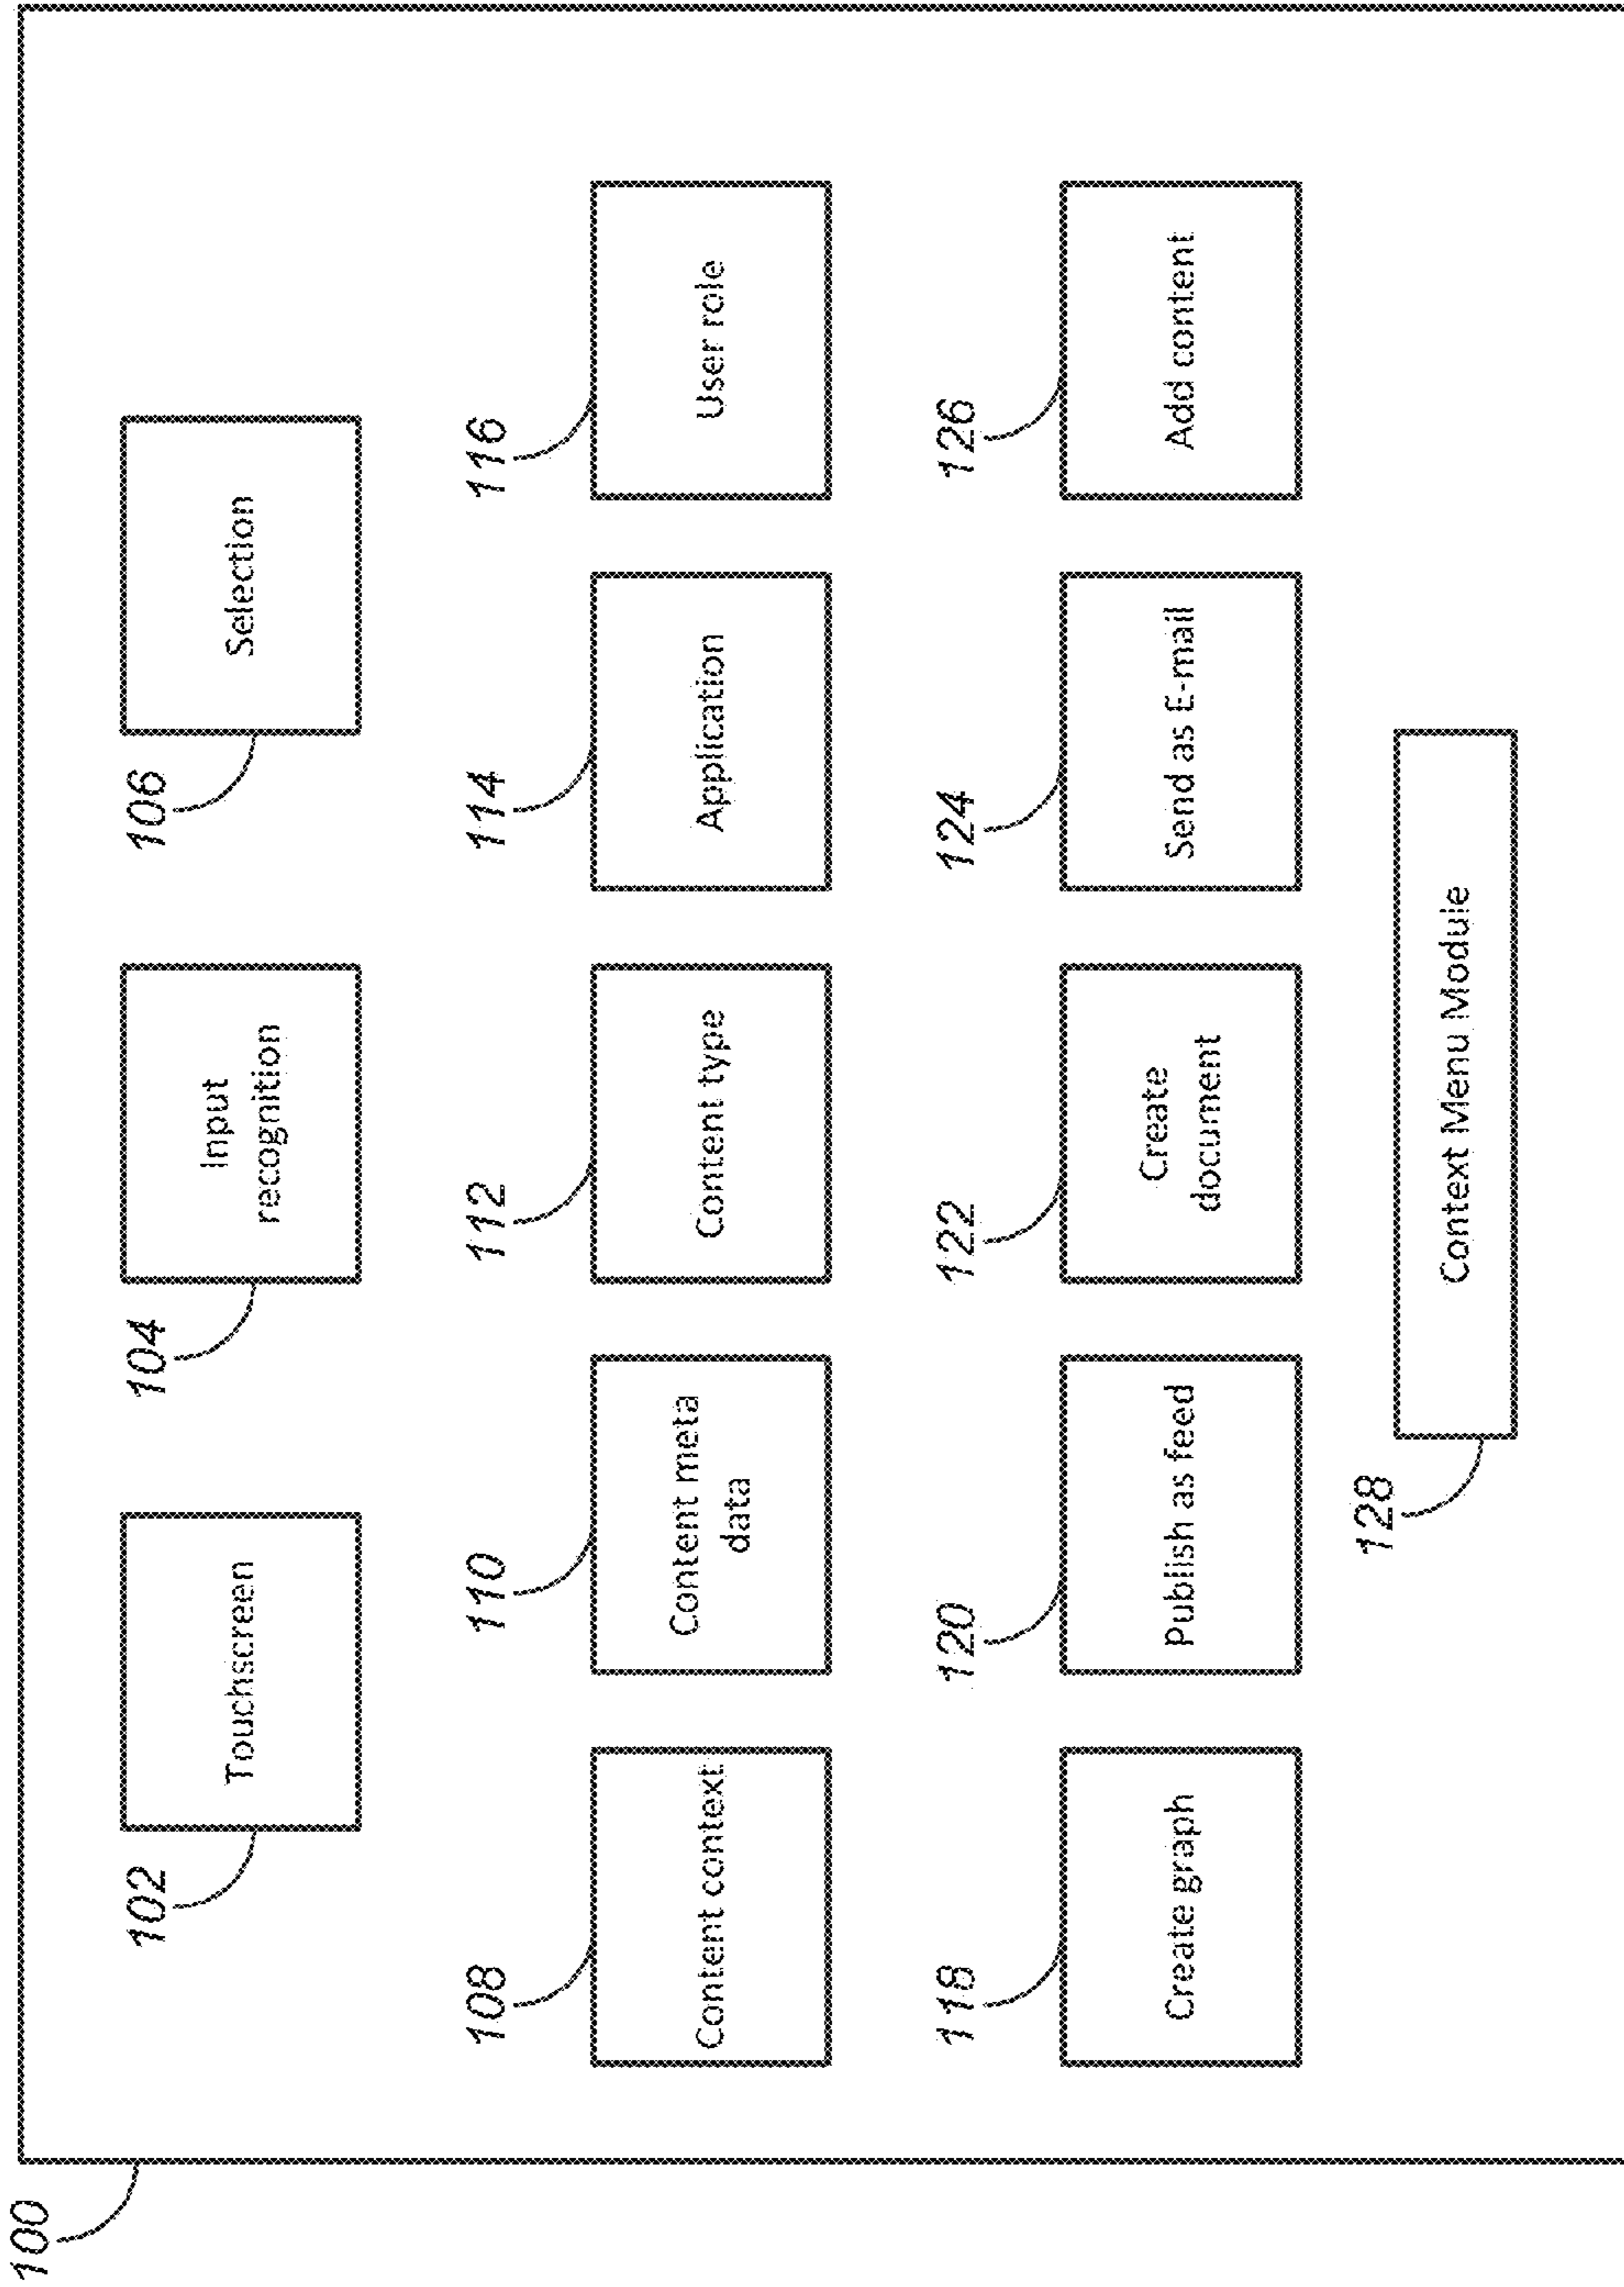 100
102
Touchscreen
104
Input
recognition
106
Selection
108
Content context
110
Content meta
data
112
Content type
114
Application
116
User role
118
Create graph
120
Publish as feed
122
Create
document
124
Send as E-mail
126
Add content
128
Context Menu Module